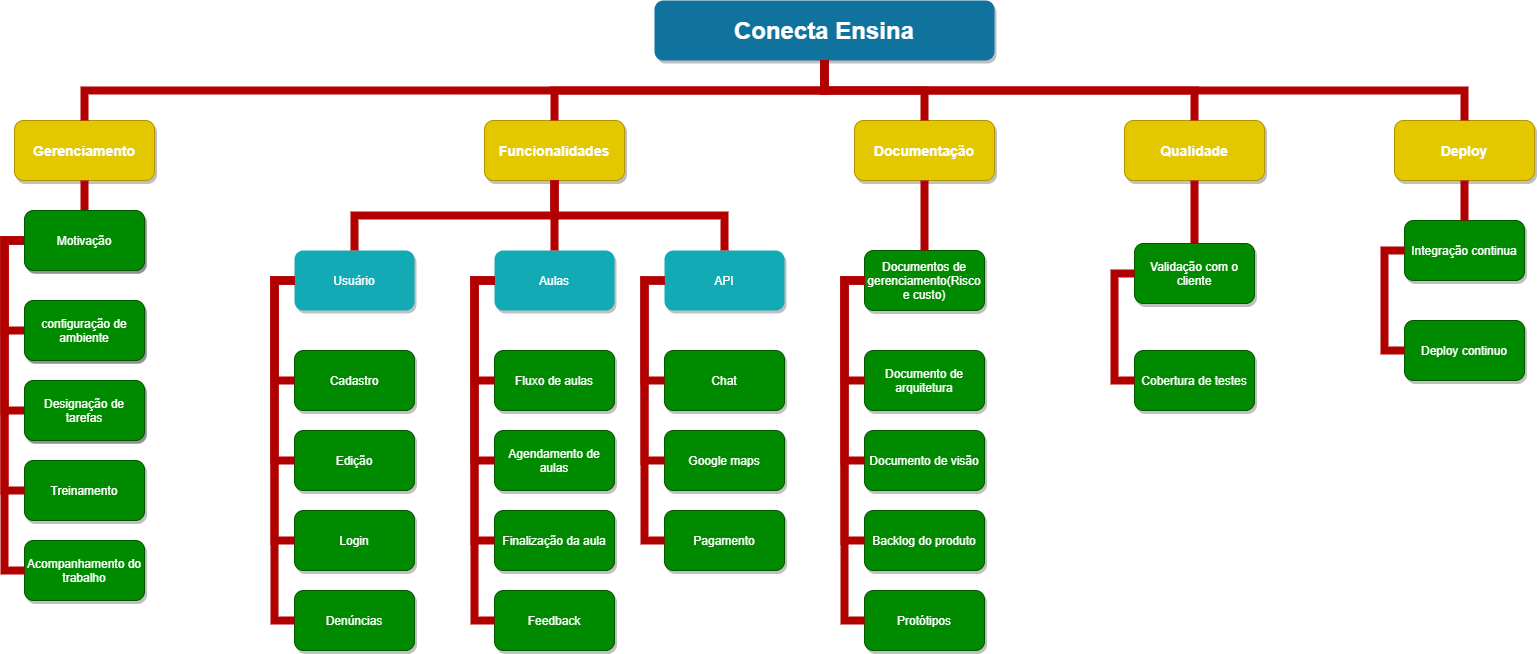 Conecta Ensina
Gerenciamento
Funcionalidades
Documentação
Qualidade
Deploy
Motivação
configuração de
ambiente
Designação de
tarefas
Treinamento
Acompanhamento do
trabalho
Usuário
Cadastro
Edição
Login
Denúncias
Aulas
Fluxo de aulas
Agendamento de
aulas
Finalização da aula
Feedback
API
Chat
Google maps
Pagamento
Documentos de
gerenciamento(Risco
e custo)
Documento de
arquitetura
Documento de visão
Backlog do produto
Protótipos
Validação com o
cliente
Cobertura de testes
Integração continua
Deploy continuo